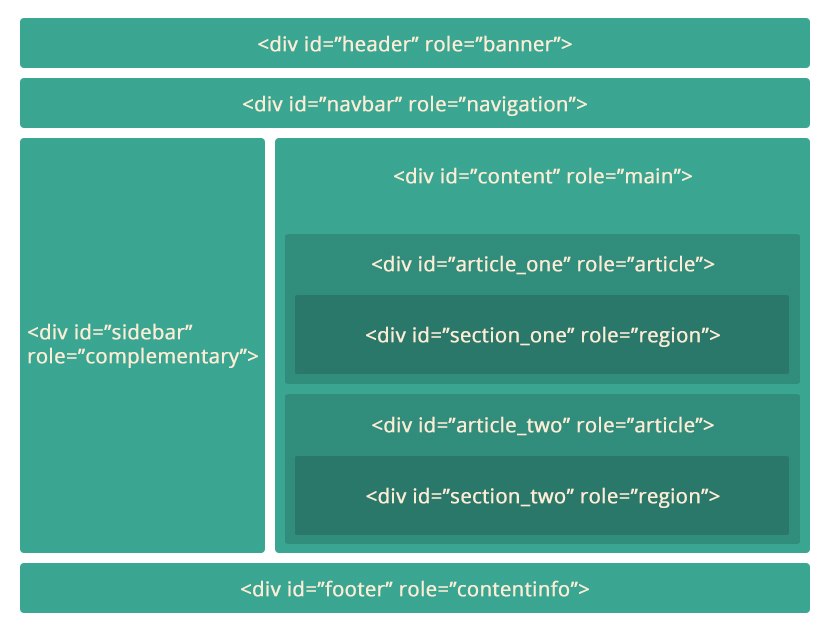 <div id=”header” role=”banner”>
<div id=”navbar” role=”navigation”>
<div id=”content” role=”main”>
<div id=”article_one” role=”article”>
<div id=”section_one” role=”region”>
<div id=”sidebar”
role=”complementary”>
<div id=”article_two” role=”article”>
<div id=”section_two” role=”region”>
<div id=”footer” role=”contentinfo”>